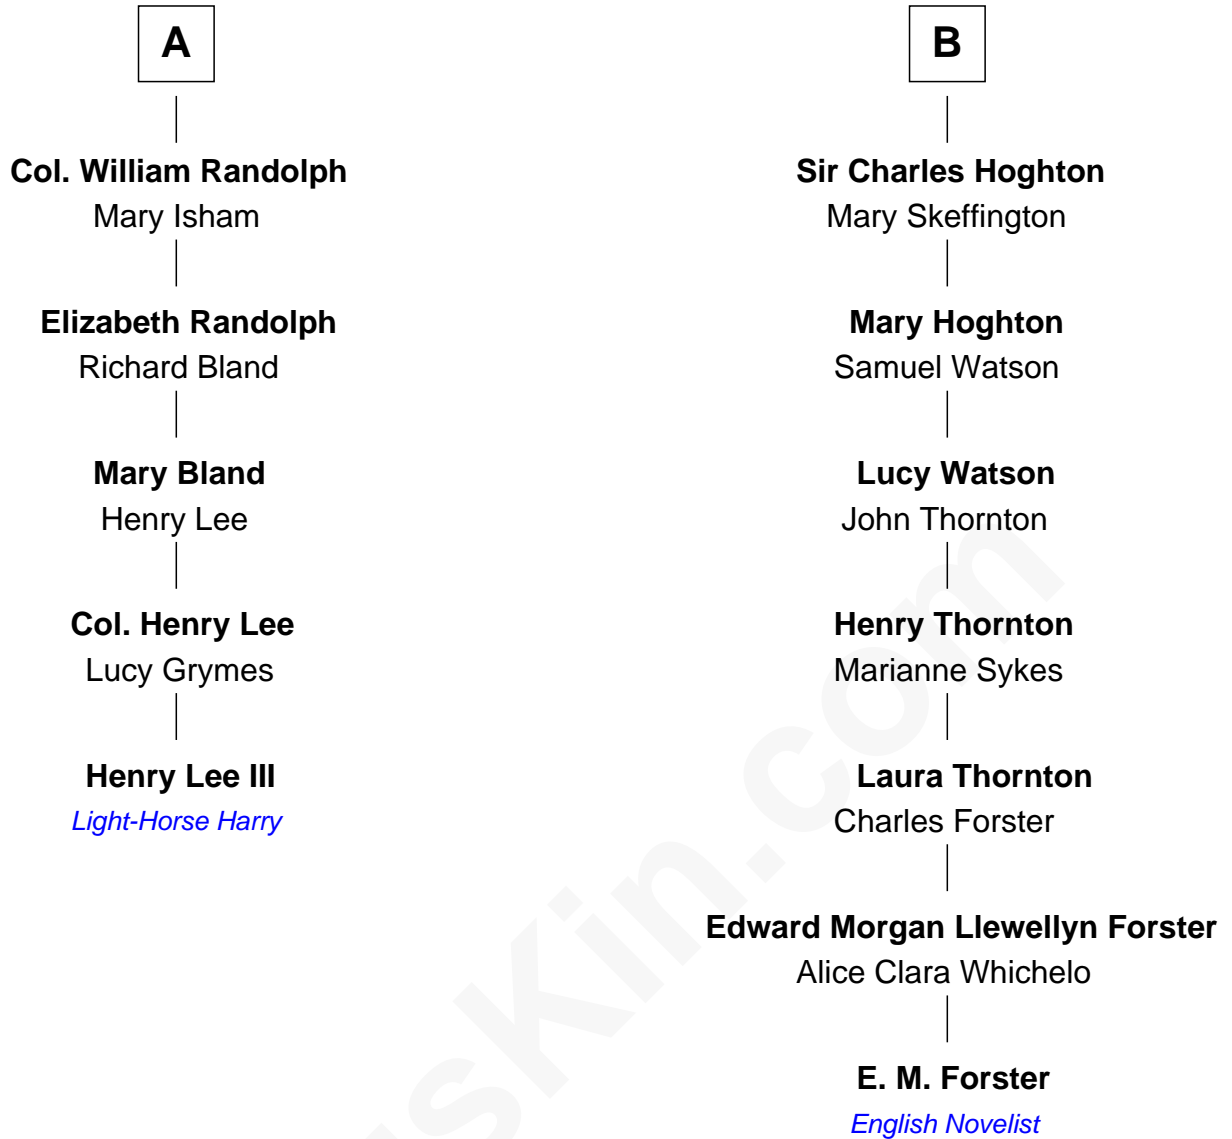 A
Col. William Randolph
Mary Isham
Elizabeth Randolph
Richard Bland
Mary Bland
Henry Lee
Col. Henry Lee
Lucy Grymes
Henry Lee III
Light-Horse Harry
B
Sir Charles Hoghton
Mary Skeffington
Mary Hoghton
Samuel Watson
Lucy Watson
John Thornton
Henry Thornton
Marianne Sykes
Laura Thornton
Charles Forster
Edward Morgan Llewellyn Forster
Alice Clara Whichelo
E. M. Forster
English Novelist